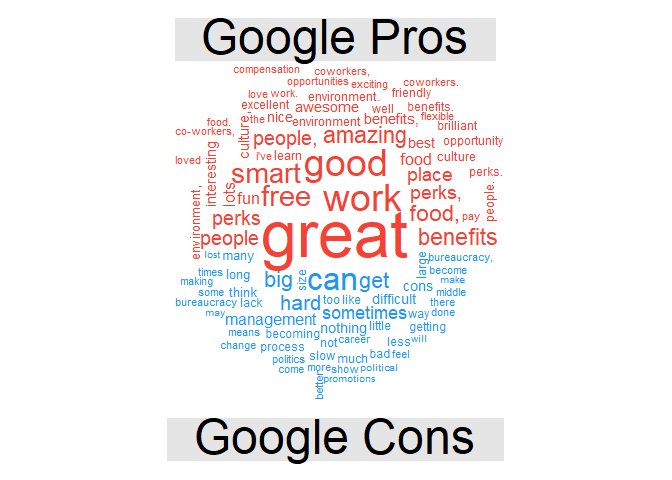 Google Pros
compensation
coworkers,
opportunities
exciting
coworkers.
love
work.
environment.
friendly
excellent
awesome
well
benefits.
food.
culture,
the
nice
environment
benefits,
flexible
brilliant
co-workers,
people,
amazing
best
opportunity
loved
interesting
i've
learn
good
food
culture
smart
place
perks.
environment,
lots
fun
free
work
perks,
people.
perks
great
food,
pay
people
benefits
lost
many
large
bureaucracy,
times
long
big
size
can
get
become
making
cons
make
some
think
middle
bureaucracy
lack
hard
too
like
difficult
there
may
sometimes
way
done
management
nothing
little
getting
means
becoming
not
career
less
will
change
process
slow
much
bad
feel
politics
come
more
show
political
better
promotions
Google Cons